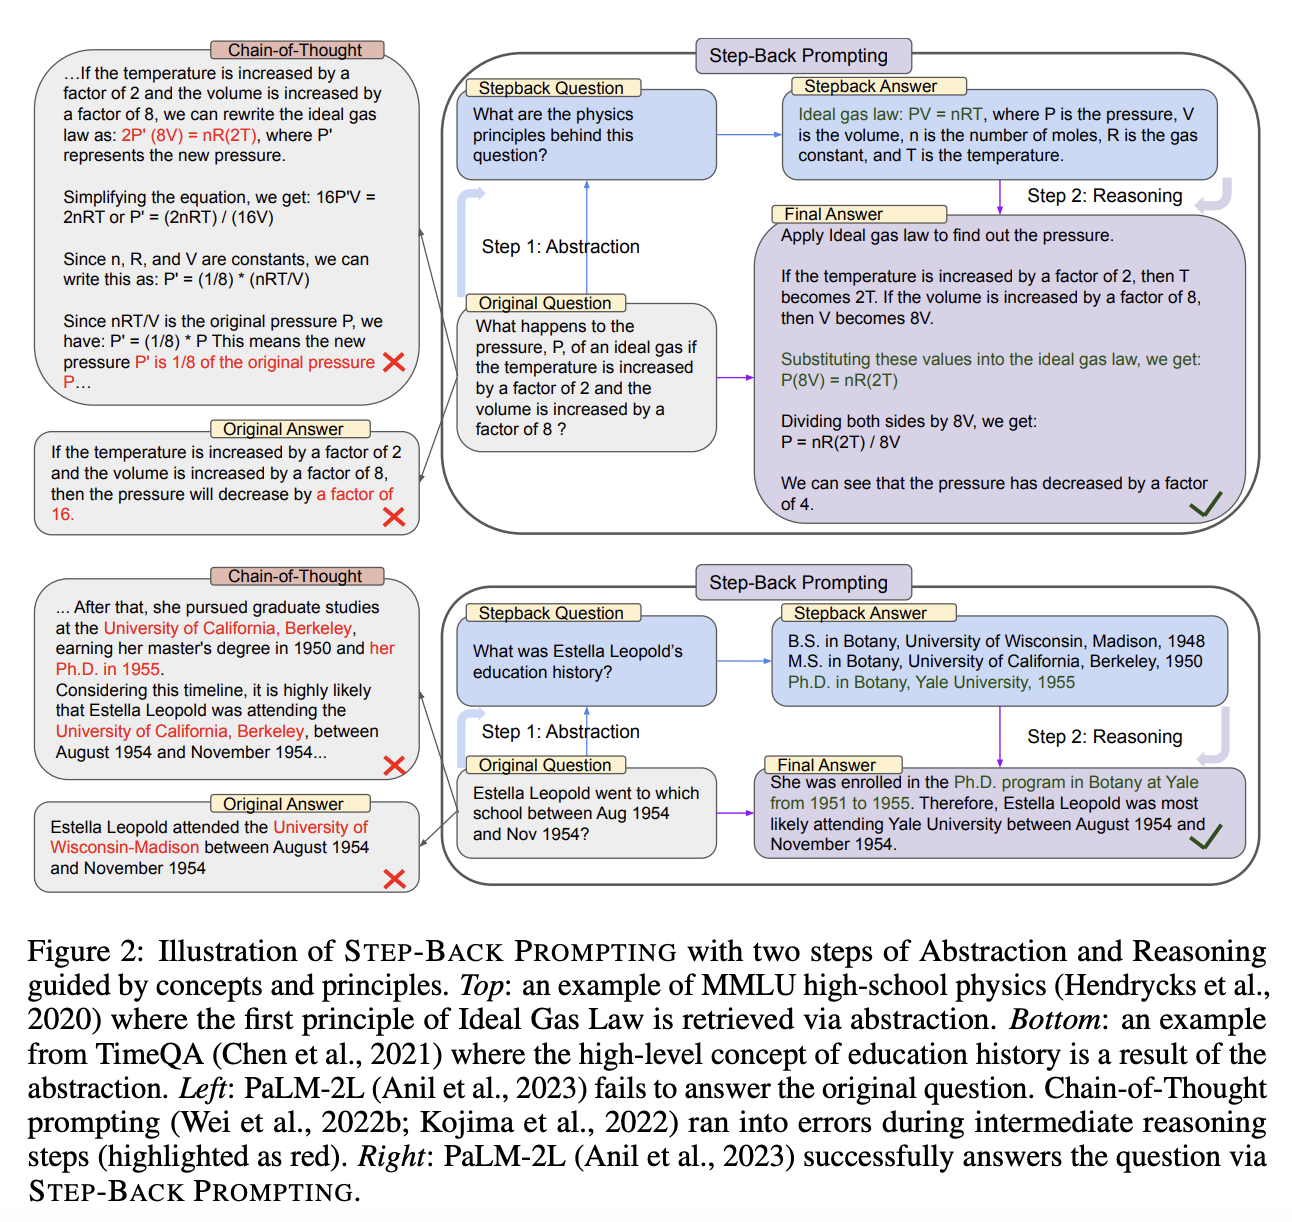 Chain-of-Thought
…If the temperature is increased by a
factor of 2 and the volume is increased by
a factor of 8, we can rewrite the ideal gas
law as: 2P' (8V) = nR(2T), where P'
represents the new pressure.
Simplifying the equation, we get: 16P'V =
2nRT or P' = (2nRT) / (16V)
Since n, R, and V are constants, we can
write this as: P' = (1/8) * (nRT/V)
Since nRT/V is the original pressure P, we
have: P' = (1/8) * P This means the new
pressure P' is 1/8 of the original pressure
P…
Original Answer
If the temperature is increased by a factor of 2
and the volume is increased by a factor of 8,
then the pressure will decrease by a factor of
16.
Step-Back Prompting
Stepback Question
What are the physics
principles behind this
question?
Stepback Answer
Ideal gas law: PV = nRT, where P is the pressure, V
is the volume, n is the number of moles, R is the gas
constant, and T is the temperature.
Step 1: Abstraction
Step 2: Reasoning
Original Question
What happens to the
pressure, P, of an ideal gas if
the temperature is increased
by a factor of 2 and the
volume is increased by a
factor of 8 ?
Final Answer
Apply Ideal gas law to find out the pressure.
If the temperature is increased by a factor of 2, then T
becomes 2T. If the volume is increased by a factor of 8,
then V becomes 8V.
Substituting these values into the ideal gas law, we get:
P(8V) = nR(2T)
Dividing both sides by 8V, we get:
P = nR(2T) / 8V
We can see that the pressure has decreased by a factor
of 4.
Chain-of-Thought
... After that, she pursued graduate studies
at the University of California, Berkeley,
earning her master's degree in 1950 and her
Ph.D. in 1955.
Considering this timeline, it is highly likely
that Estella Leopold was attending the
University of California, Berkeley, between
August 1954 and November 1954...
Original Answer
Estella Leopold attended the University of
Wisconsin-Madison between August 1954
and November 1954
Step-Back Prompting
Stepback Question
What was Estella Leopold's
education history?
Stepback Answer
B.S. in Botany, University of Wisconsin, Madison, 1948
M.S. in Botany, University of California, Berkeley, 1950
Ph.D. in Botany, Yale University, 1955
Step 1: Abstraction
Step 2: Reasoning
Original Question
Estella Leopold went to which
school between Aug 1954
and Nov 1954?
Final Answer
She was enrolled in the Ph.D. program in Botany at Yale
from 1951 to 1955. Therefore, Estella Leopold was most
likely attending Yale University between August 1954 and
November 1954.
Figure 2: Illustration of STEP-BACK PROMPTING with two steps of Abstraction and Reasoning
guided by concepts and principles. Top: an example of MMLU high-school physics (Hendrycks et al.,
2020) where the first principle of Ideal Gas Law is retrieved via abstraction. Bottom: an example
from TimeQA (Chen et al., 2021) where the high-level concept of education history is a result of the
abstraction. Left: PaLM-2L (Anil et al., 2023) fails to answer the original question. Chain-of-Thought
prompting (Wei et al., 2022b; Kojima et al., 2022) ran into errors during intermediate reasoning
steps (highlighted as red). Right: PaLM-2L (Anil et al., 2023) successfully answers the question via
STEP-BACK PROMPTING.